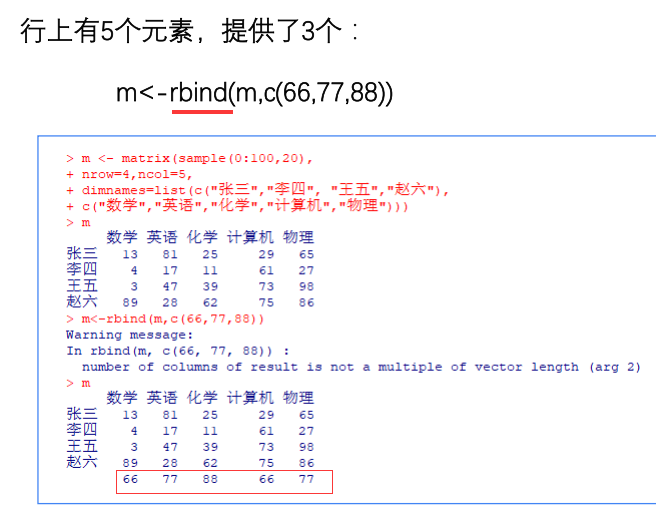 行上有5个元素，提供了3个：
m<-rbind(m,c(66,77,88))
> m <- matrix(sample(0:100,20),
+ nrow=4,ncol=5,
+ dimnames=list(c("张三","李四", "王五","赵六"),
+ c("数学","英语","化学","计算机","物理")))
> m
数学 英语 化学 计算机 物理
张三 13 81 25 29 65
李四 4 17 11 61 27
王五 3 47 39 73 98
赵六 89 28 62 75 86
> m<-rbind(m,c(66,77,88))
Warning message:
In rbind(m, c(66, 77, 88)) :
number of columns of result is not a multiple of vector length (arg 2)
> m
数学 英语 化学 计算机 物理
张三 13 81 25 29 65
李四 4 17 11 61 27
王五 3 47 39 73 98
赵六 89 28 62 75 86
66 77 88 66 77